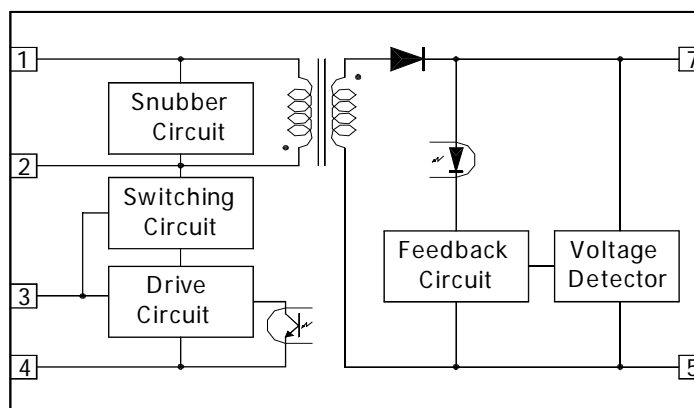 1
7
Snubber
Circuit
2
Switching
Circuit
Feedback
Circuit
Voltage
Detector
3
Drive
Circuit
4
5